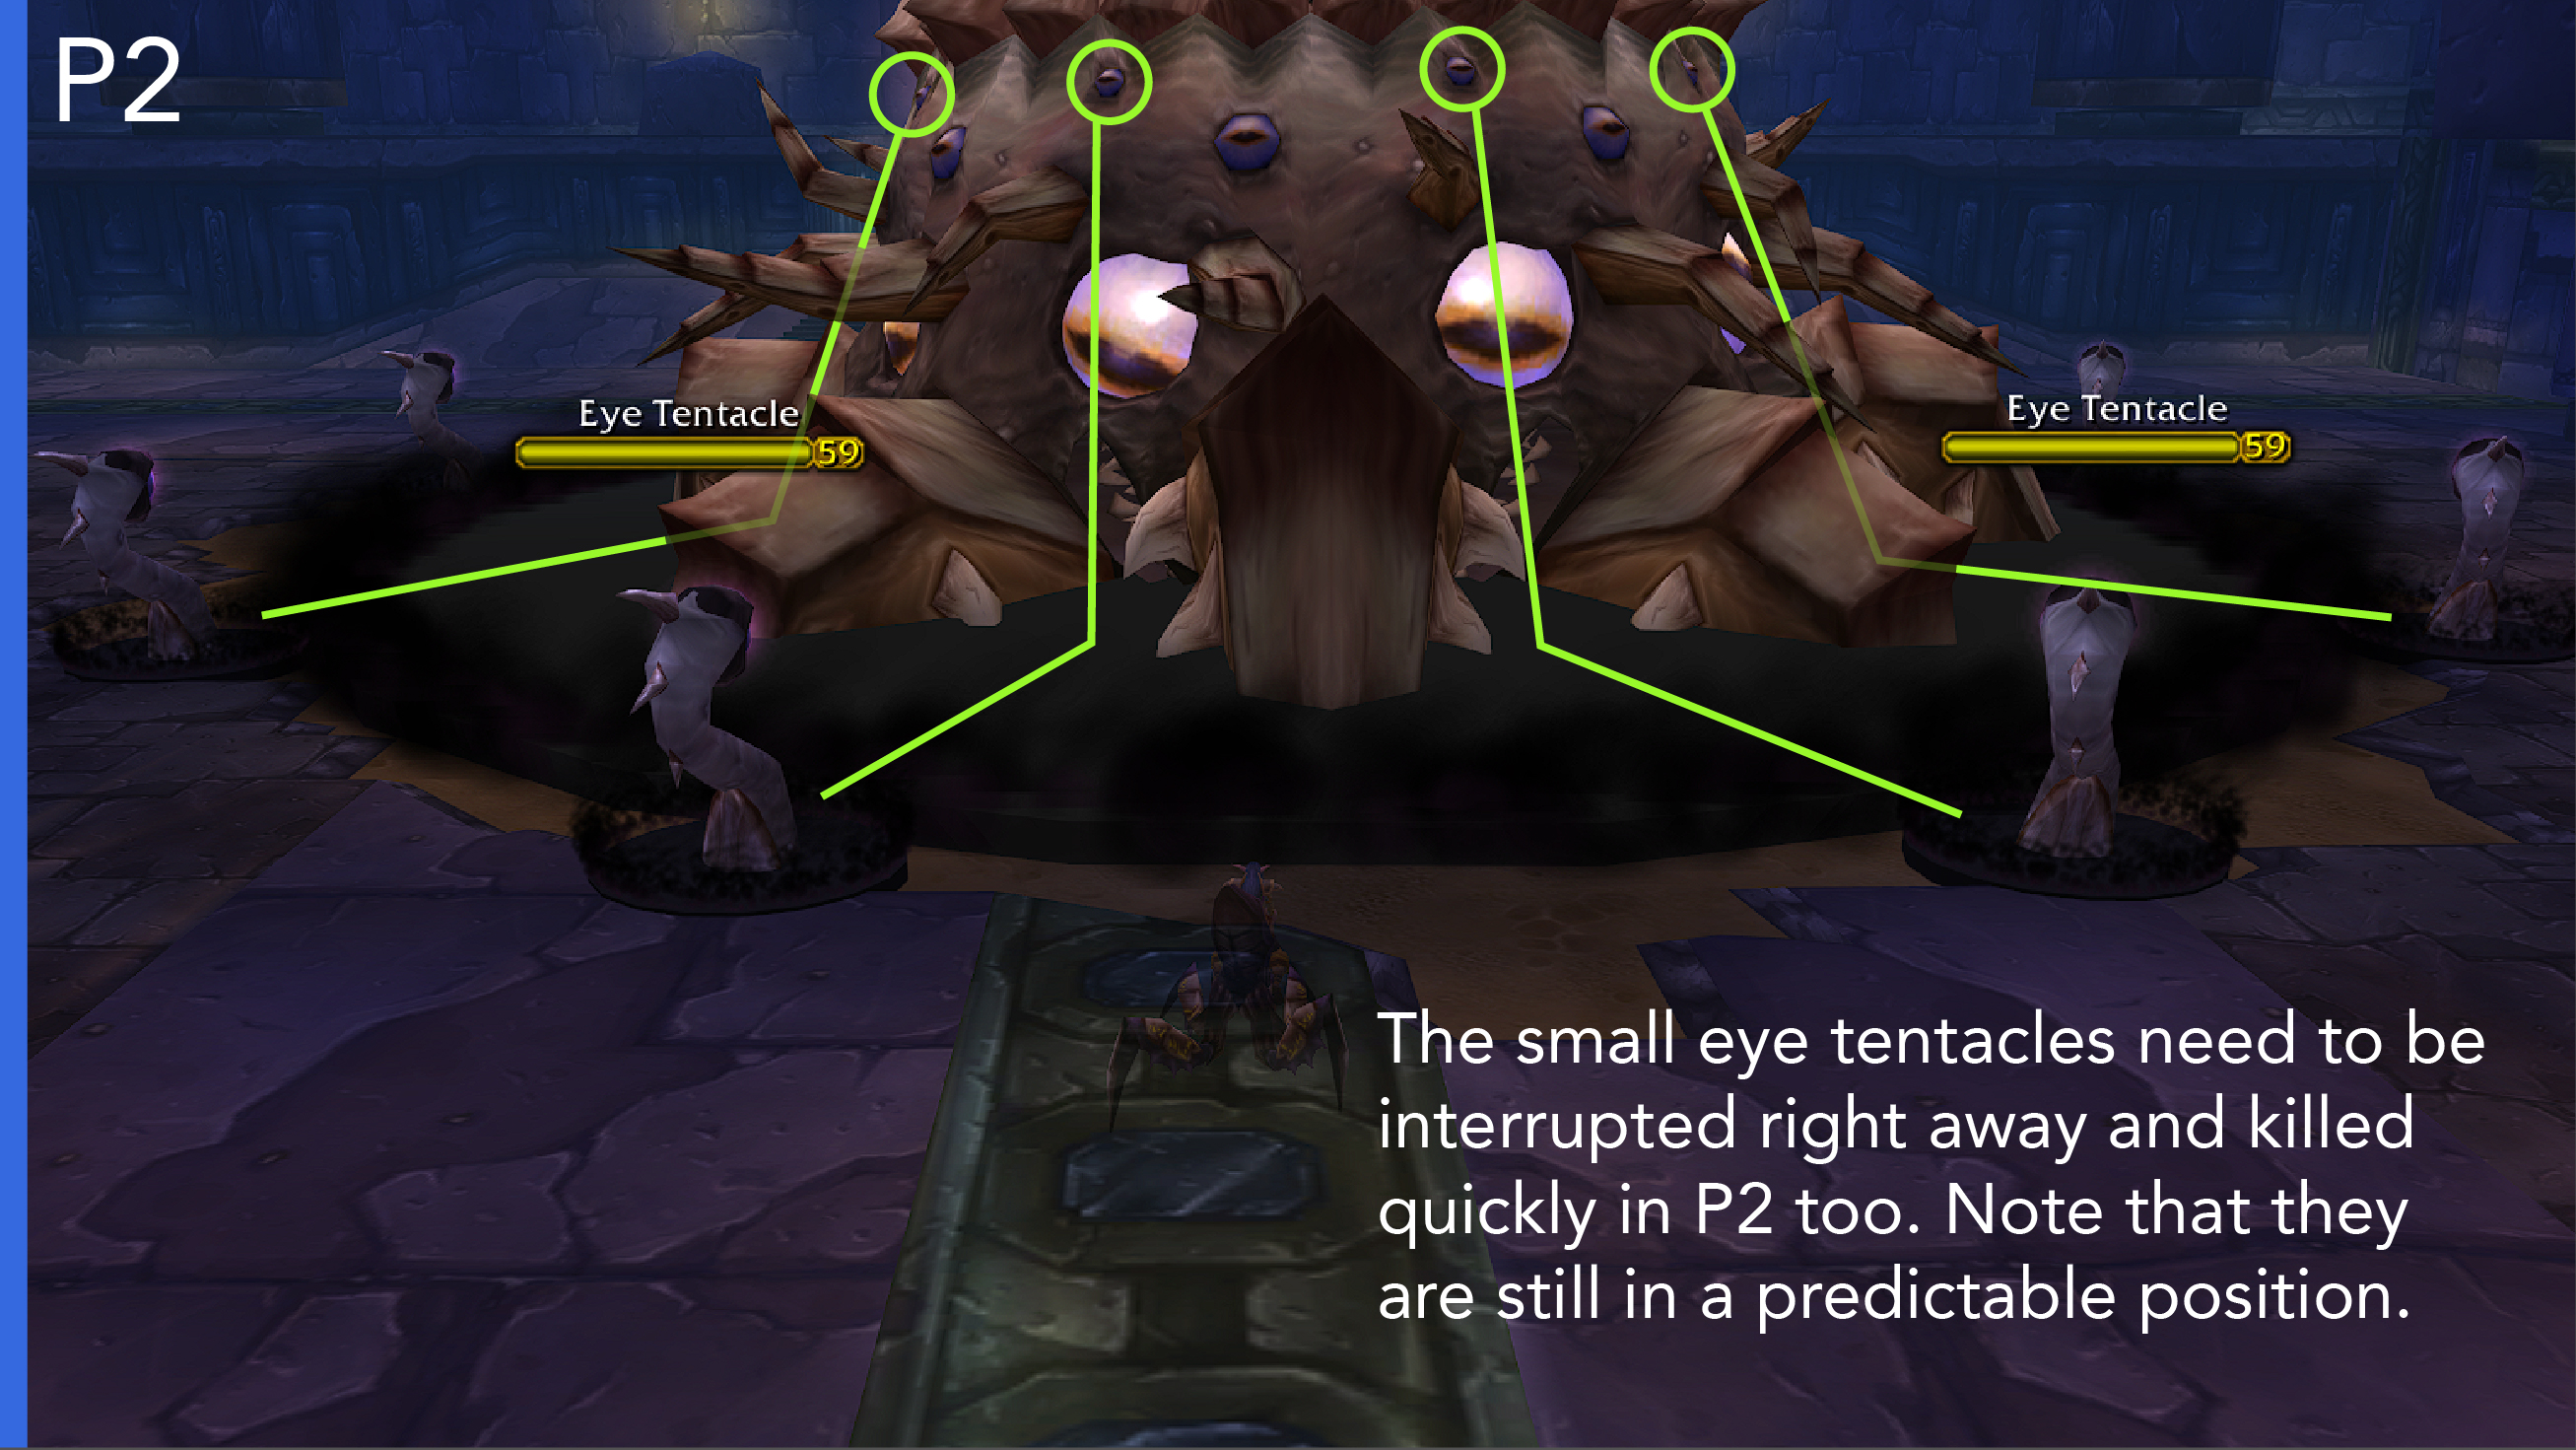 P2
Eye Tentacle
59
Eye Tentacle
59
The small eye tentacles need to be
interrupted right away and killed
quickly in P2 too. Note that they
are still in a predictable position.